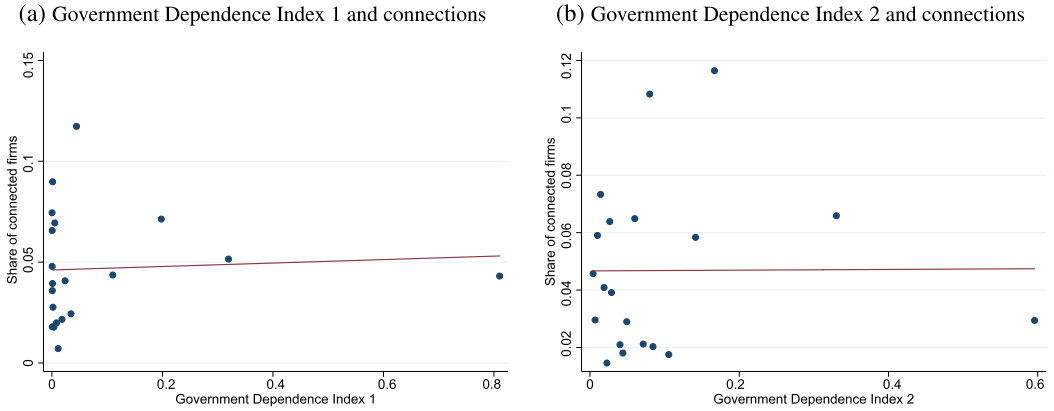 (a) Government Dependence Index 1 and connections
0.15
0.1
0.05
0
Share of connected firms
0 0.2 0.4 0.6 0.8
Government Dependence Index 1
(b) Government Dependence Index 2 and connections
0.12
0.1
0.08
0.06
0.04
0.02
Share of connected firms
0 0.2 0.4 0.6
Government Dependence Index 2